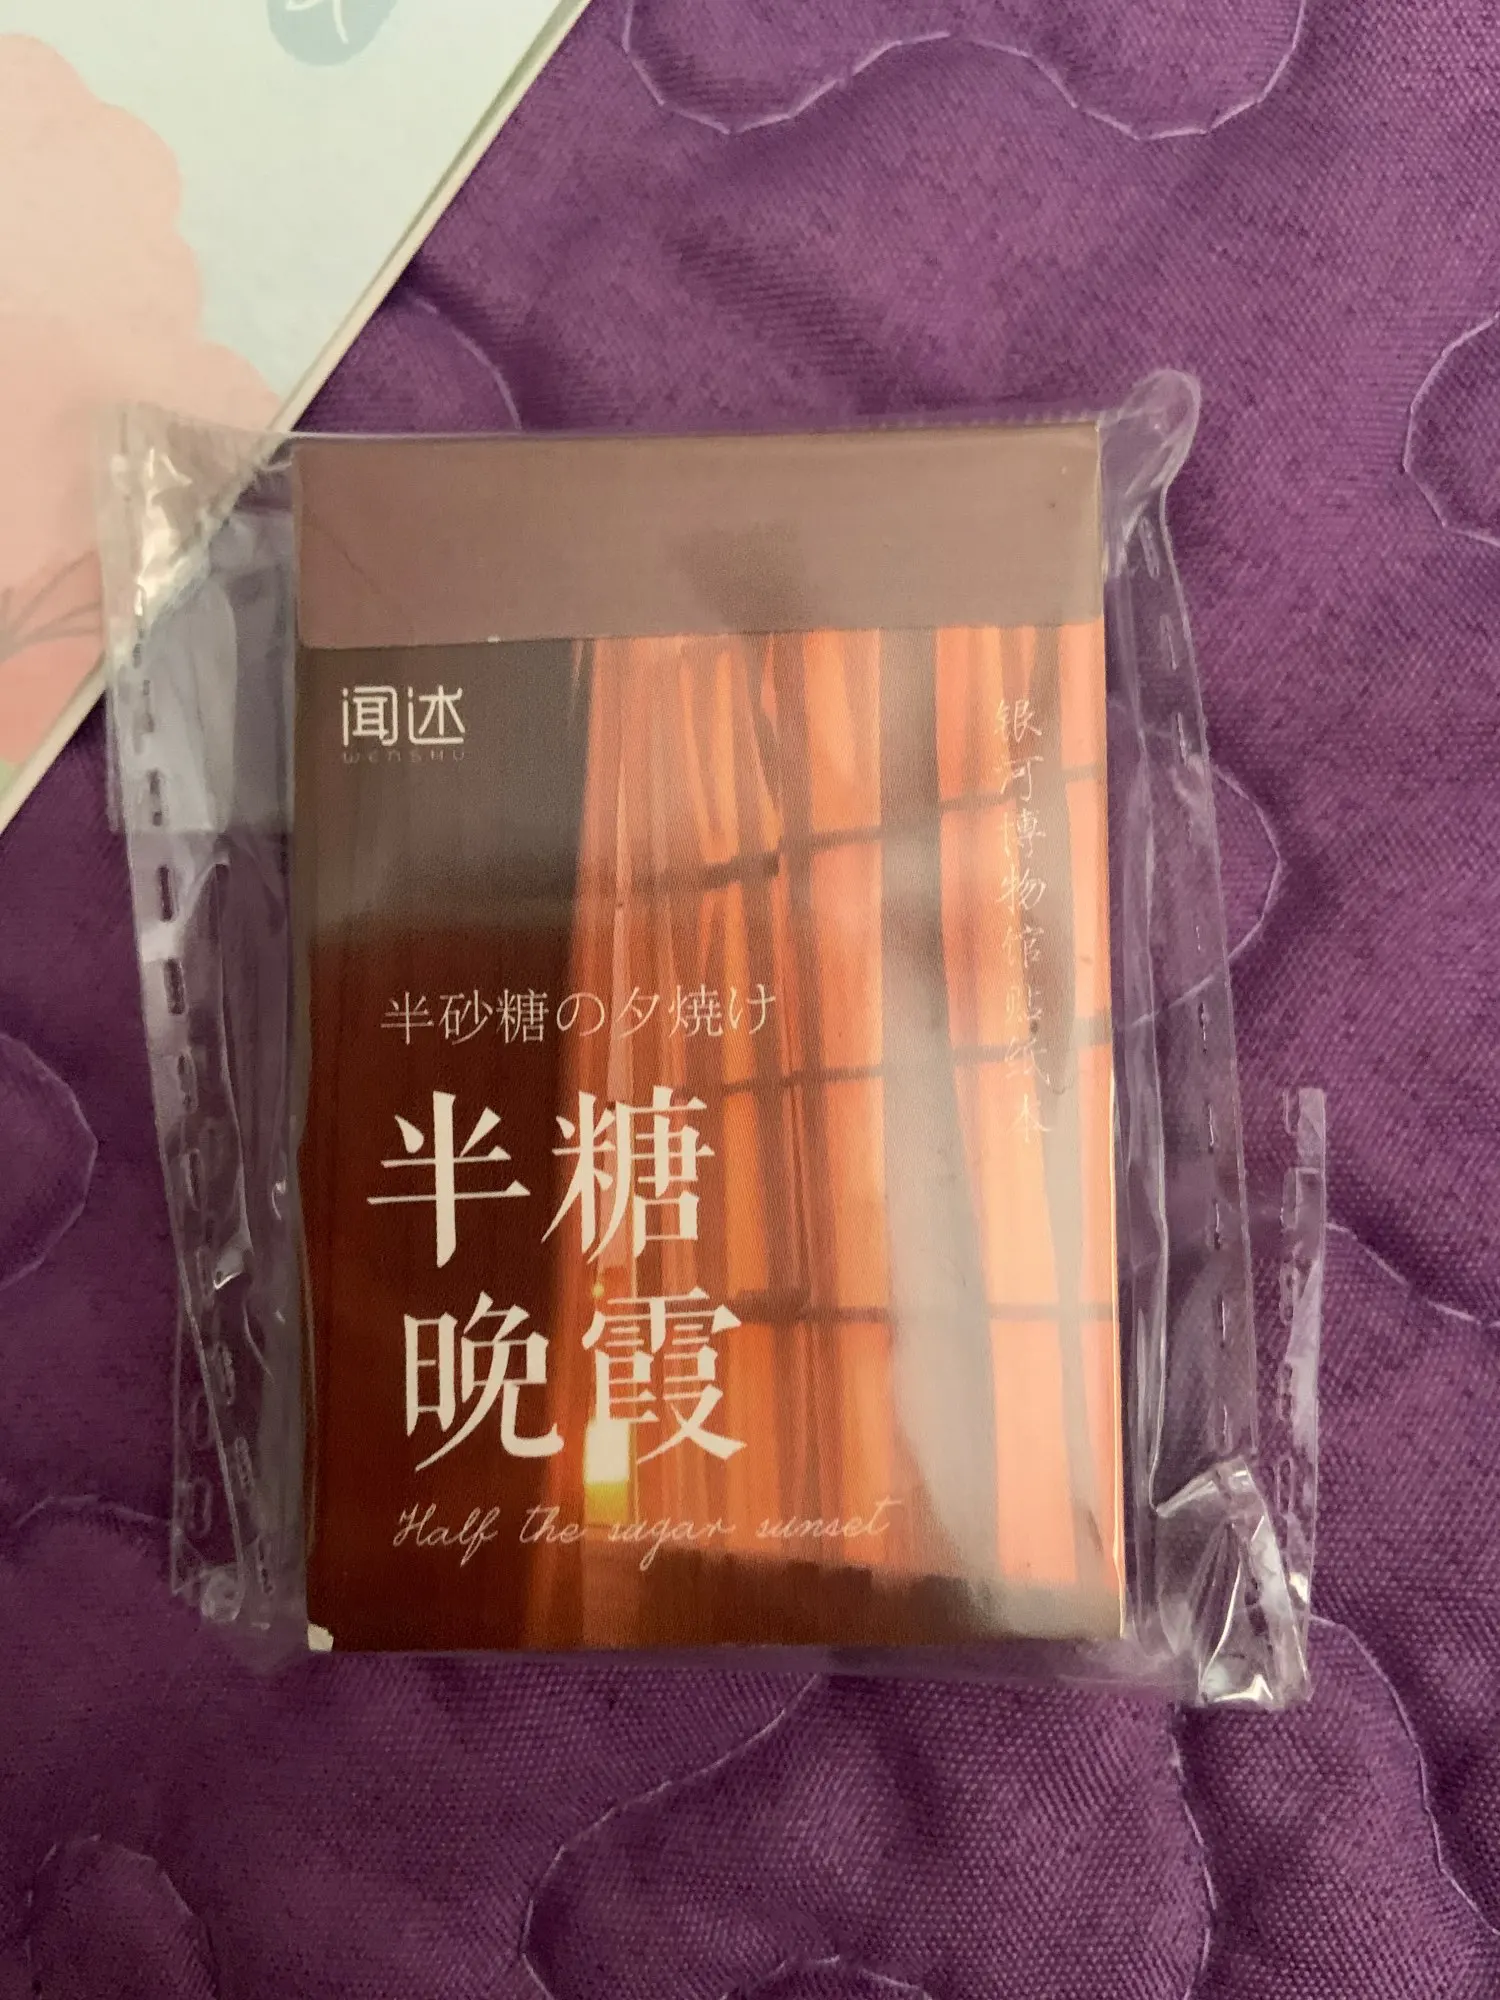 闻述
WENSHU
银河博物馆贴纸本
半砂糖の夕焼け
半糖
晚霞
Half the sugar sunset